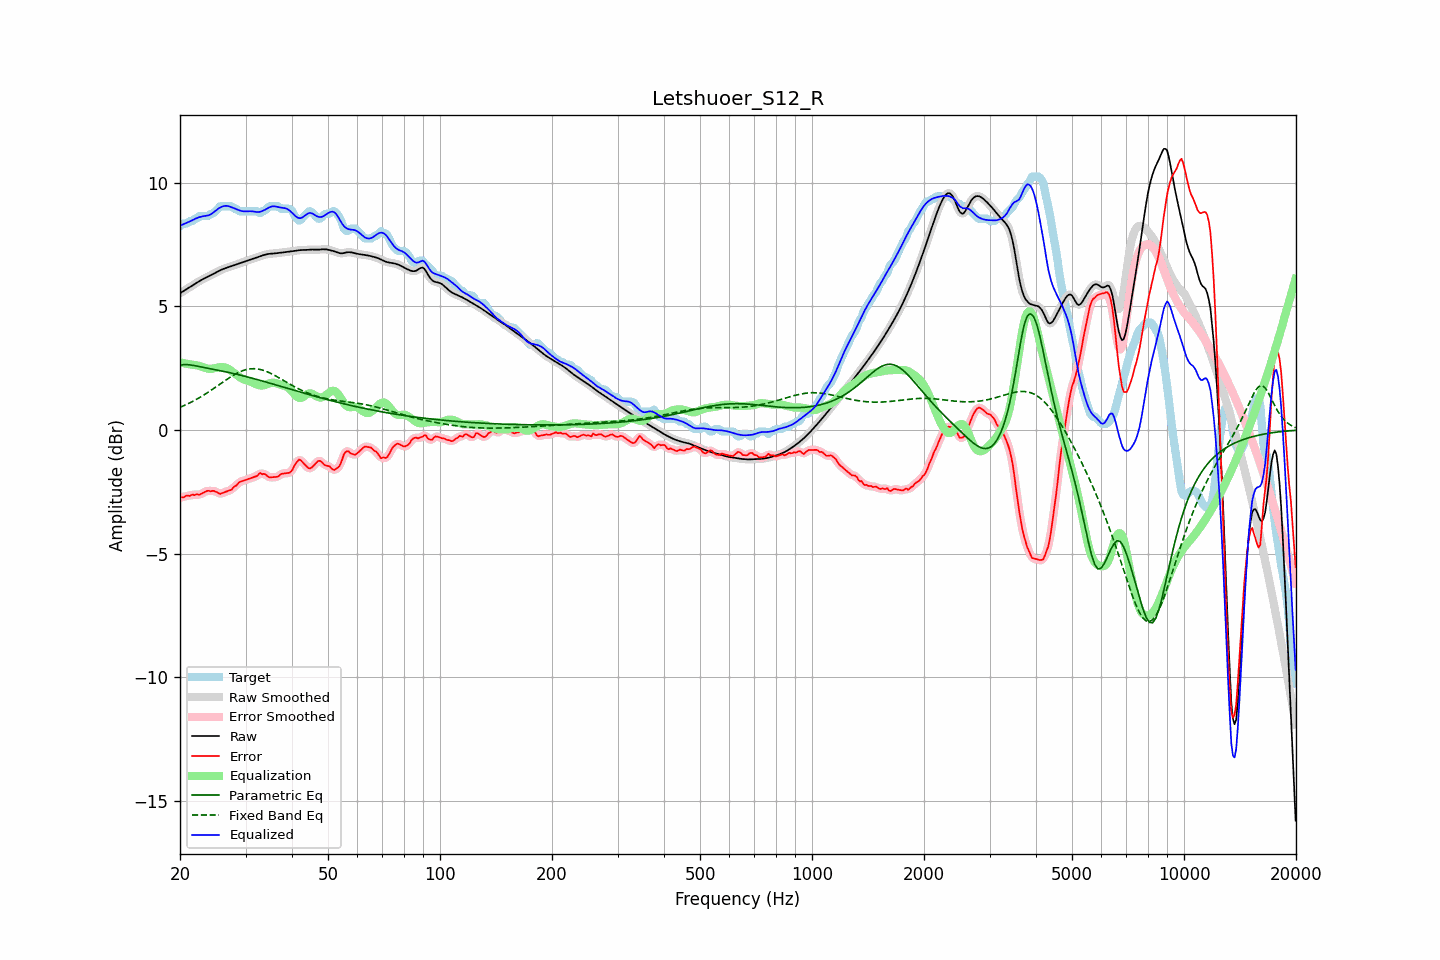 Letshuoer_S12_R
Amplitude (dBr)
10
5
0
−5
−10
−15
Target
Raw Smoothed
Error Smoothed
Raw
Error
Equalization
Parametric Eq
Fixed Band Eq
Equalized
20 50 100 200 500 1000 2000 5000 10000 20000
Frequency (Hz)